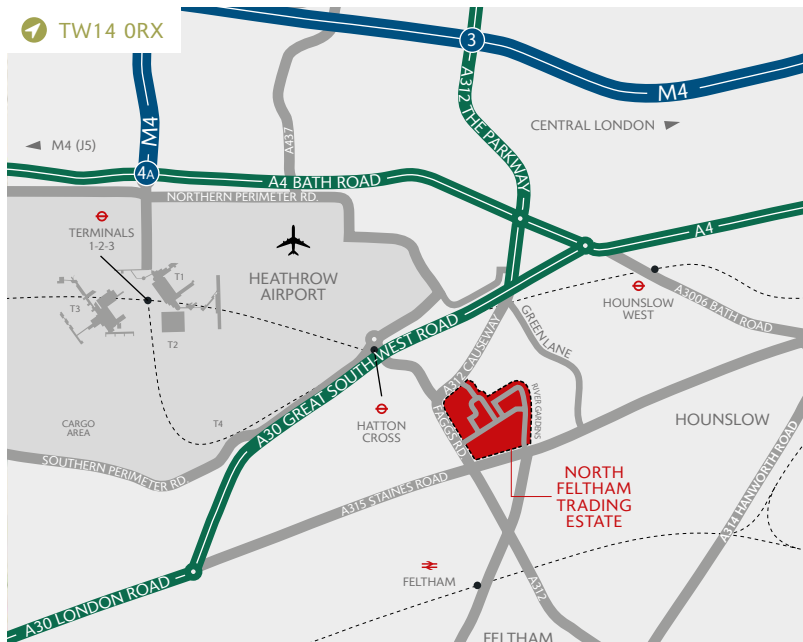 TW14 0RX
3
M4
M4
A312 THE PARKWAY
A437
CENTRAL LONDON
M4 (J5)
4A
A4 BATH ROAD
NORTHERN PERIMETER RD.
TERMINALS
1-2-3
T1
HEATHROW
AIRPORT
A4
T3
T2
HOUNSLOW
WEST
A3006 BATH ROAD
A30 GREAT SOUTH-WEST ROAD
GREEN LANE
A312 CAUSEWAY
RIVER GARDENS
CARGO
AREA
T4
HATTON
CROSS
FAGGS RD.
HOUNSLOW
SOUTHERN PERIMETER RD.
A315 STAINES ROAD
NORTH
FELTHAM
TRADING
ESTATE
A314 HANWORTH ROAD
FELTHAM
A312
A30 LONDON ROAD
FELTHAM